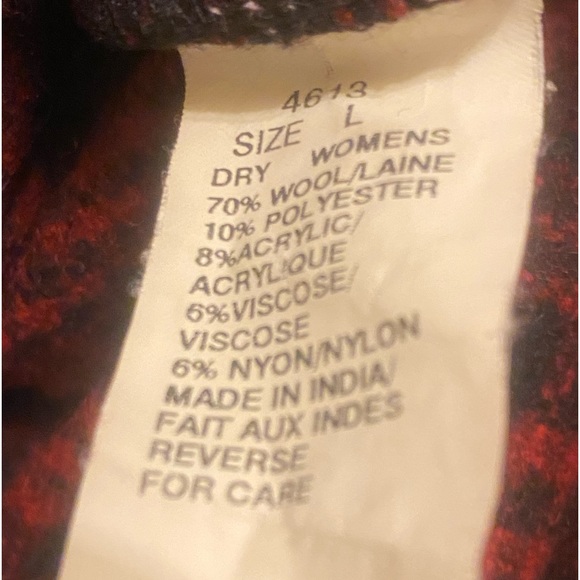 4613
SIZE L
DRY WOMENS
70% WOOL/LAINE
10% POLYESTER
8%ACRYLIC/
ACRYLIQUE
6%VISCOSE/
VISCOSE
6% NYON/NYLON
MADE IN INDIA/
FAIT AUX INDES
REVERSE
FOR CARE